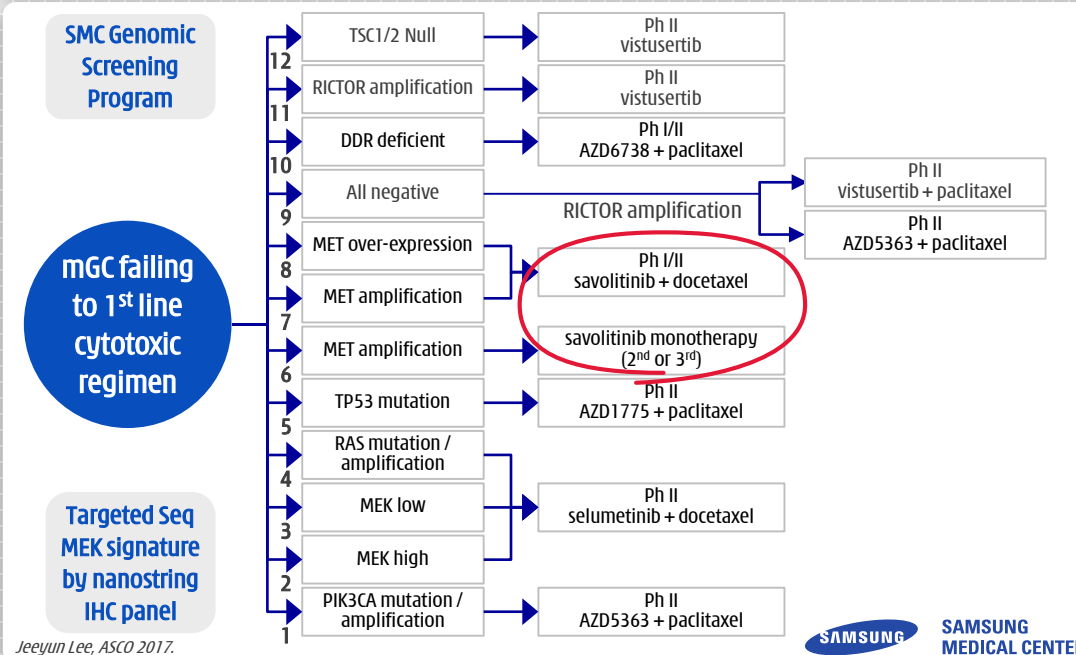 SMC Genomic
Screening
Program
mGC failing
to 1st line
cytotoxic
regimen
Targeted Seq
MEK signature
by nanostring
IHC panel
Jeeyun Lee, ASCO 2017.
12
TSC1/2 Null
Ph II
vistusertib
11
RICTOR amplification
Ph II
vistusertib
10
DDR deficient
Ph I/II
AZD6738 + paclitaxel
9
All negative
RICTOR amplification
Ph II
vistusertib + paclitaxel
Ph II
AZD5363 + paclitaxel
8
MET over-expression
7
MET amplification
Ph I/II
savolitinib + docetaxel
6
MET amplification
savolitinib monotherapy
(2nd or 3rd)
5
TP53 mutation
Ph II
AZD1775 + paclitaxel
4
RAS mutation /
amplification
3
MEK low
2
MEK high
Ph II
selumetinib + docetaxel
1
PIK3CA mutation /
amplification
Ph II
AZD5363 + paclitaxel
SAMSUNG
SAMSUNG
MEDICAL CENTER